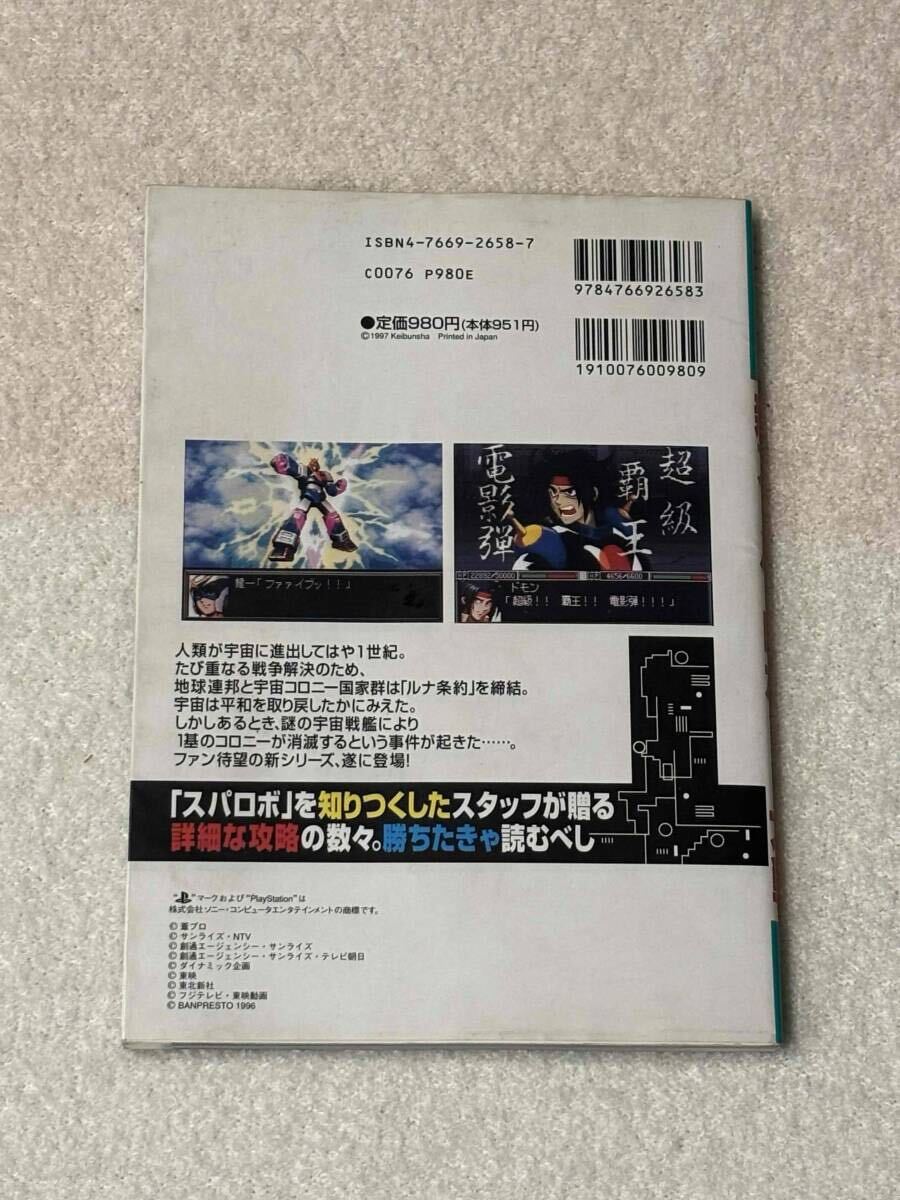 ISBN4-7669-2658-7
C0076 P980E
9784766926583
●定価980円(本体951円)
©1997 Keibunsha Printed in Japan
1910076009809
健一「ファァイブッ!!」
超級
覇王
電影弾
HP 22892/50000
HP 4656/6600
ドモン
「超級!! 覇王!! 電影弾!!!」
人類が宇宙に進出してはや1世紀。
たび重なる戦争解決のため、
地球連邦と宇宙コロニー国家群は「ルナ条約」を締結。
宇宙は平和を取り戻したかにみえた。
しかしあるとき、謎の宇宙戦艦により
1基のコロニーが消滅するという事件が起きた……。
ファン待望の新シリーズ、遂に登場!
「スパロボ」を知りつくしたスタッフが贈る
詳細な攻略の数々。勝ちたきゃ読むべし
"PS"マークおよび"PlayStation"は
株式会社ソニー・コンピュータエンタテインメントの商標です。
© 葦プロ
© サンライズ・NTV
© 創通エージェンシー・サンライズ
© 創通エージェンシー・サンライズ・テレビ朝日
© ダイナミック企画
© 東映
© 東北新社
© フジテレビ・東映動画
© BANPRESTO 1996